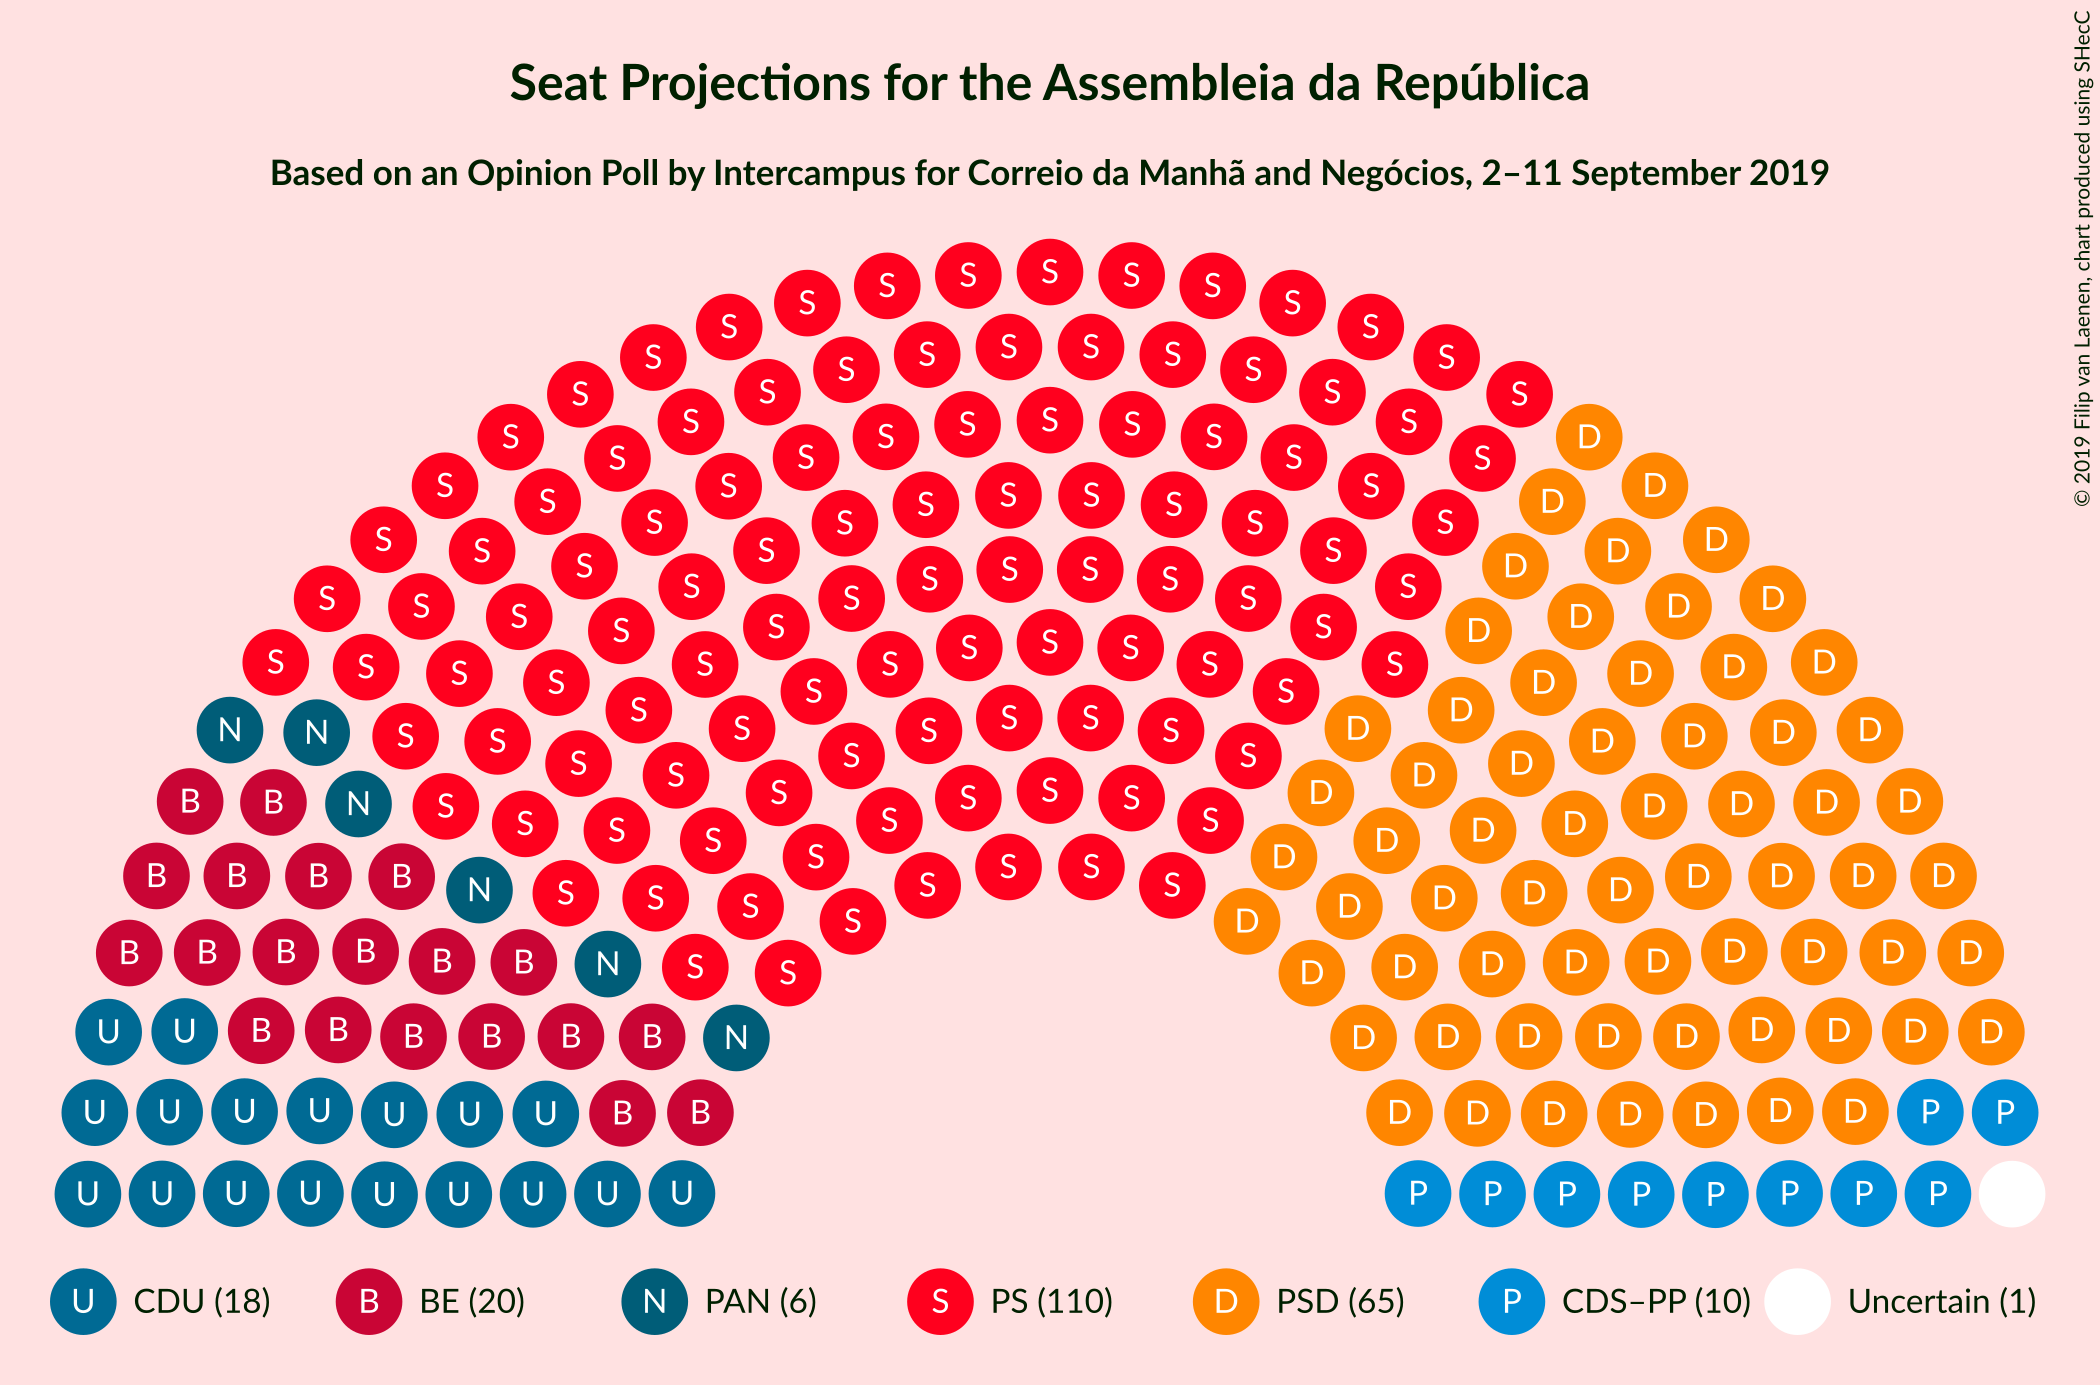 Seat Projections for the Assembleia da República
Based on an Opinion Poll by Intercampus for Correio da Manhã and Negócios, 2–11 September 2019
© 2019 Filip van Laenen, chart produced using SHecC
S S S S S S S S S S S S S S S S S S S S S S S S S S S S S S S S S S S S S S S S S S S S S S S S S S S S S S S S S S S S S S S S S S S S S S S S S S S S S S S S S S S S S S S S S S S S S S S S S S S S S S S S S S S S S S
N N N N N N
B B B B B B B B B B B B B B B B B B B B
U U U U U U U U U U U U U U U U U U
D D D D D D D D D D D D D D D D D D D D D D D D D D D D D D D D D D D D D D D D D D D D D D D D D D D D D D D D D D D D D D D D D
P P P P P P P P P P
U CDU (18) B BE (20) N PAN (6) S PS (110) D PSD (65) P CDS–PP (10) Uncertain (1)